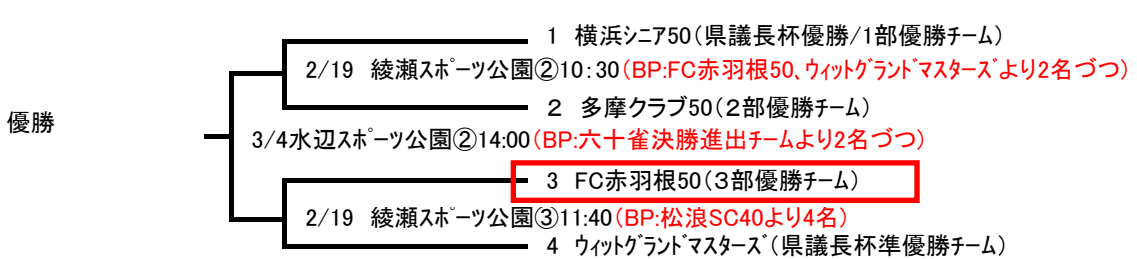 1 横浜シニア50(県議長杯優勝/1部優勝チーム)
2/19 綾瀬スポーツ公園②10:30(BP:FC赤羽根50、ウィットグランドマスターズより2名づつ)
2 多摩クラブ50(2部優勝チーム)
優勝
3/4水辺スポーツ公園②14:00(BP:六十雀決勝進出チームより2名づつ)
3 FC赤羽根50(3部優勝チーム)
2/19 綾瀬スポーツ公園③11:40(BP:松浪SC40より4名)
4 ウィットグランドマスターズ(県議長杯準優勝チーム)